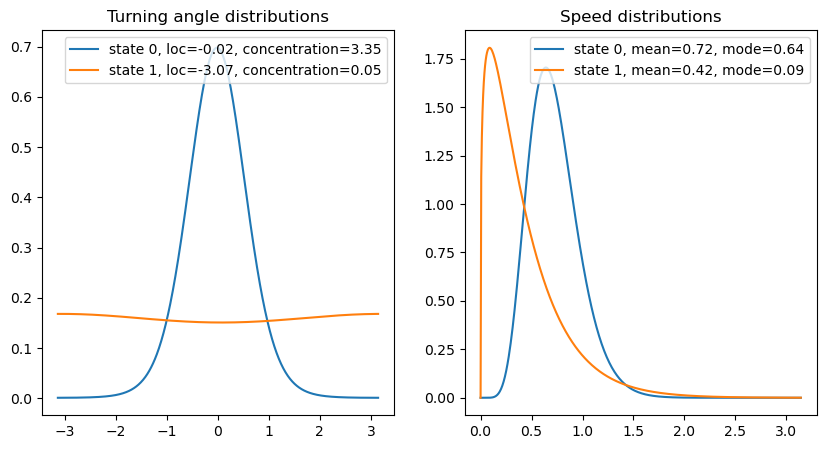 Turning angle distributions
state 0, loc=-0.02, concentration=3.35
state 1, loc=-3.07, concentration=0.05
0.7
0.6
0.5
0.4
0.3
0.2
0.1
0.0
−3 −2 −1 0 1 2 3
Speed distributions
state 0, mean=0.72, mode=0.64
state 1, mean=0.42, mode=0.09
1.75
1.50
1.25
1.00
0.75
0.50
0.25
0.00
0.0 0.5 1.0 1.5 2.0 2.5 3.0